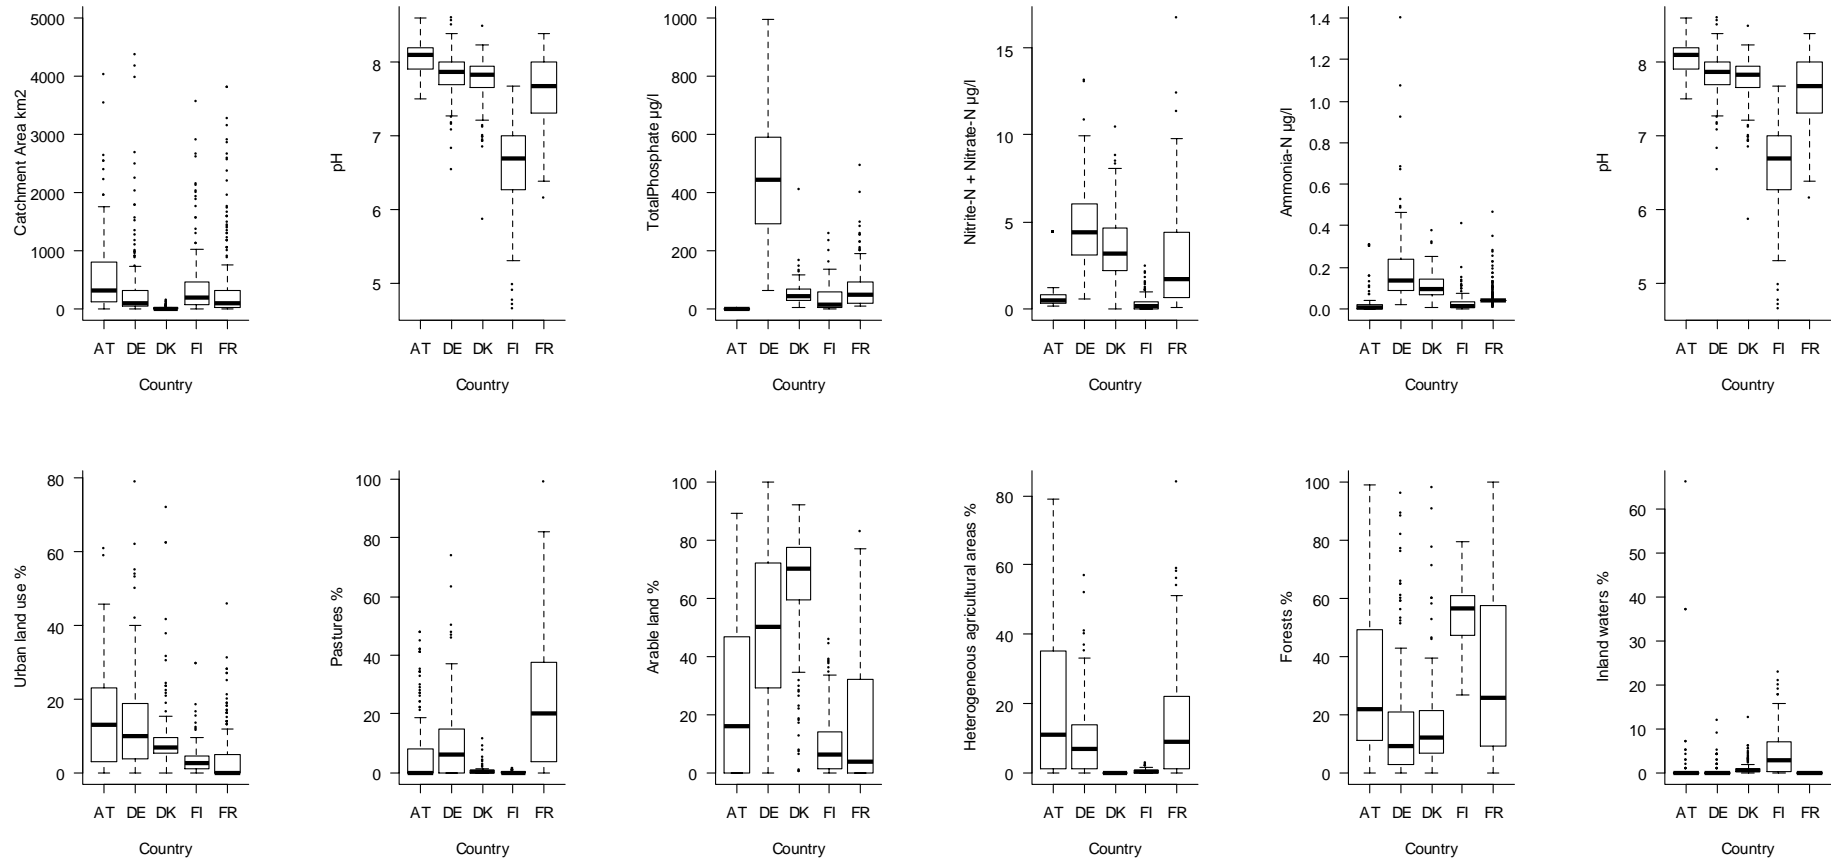 Catchment Area km2
5000
4000
3000
2000
1000
0
AT DE DK FI FR
Country
pH
8
7
6
5
AT DE DK FI FR
Country
TotalPhosphate µg/l
1000
800
600
400
200
0
AT DE DK FI FR
Country
Nitrite-N + Nitrate-N µg/l
15
10
5
0
AT DE DK FI FR
Country
Ammonia-N µg/l
1.4
1.2
1.0
0.8
0.6
0.4
0.2
0.0
AT DE DK FI FR
Country
pH
8
7
6
5
AT DE DK FI FR
Country
Urban land use %
80
60
40
20
0
AT DE DK FI FR
Country
Pastures %
100
80
60
40
20
0
AT DE DK FI FR
Country
Arable land %
100
80
60
40
20
0
AT DE DK FI FR
Country
Heterogeneous agricultural areas %
80
60
40
20
0
AT DE DK FI FR
Country
Forests %
100
80
60
40
20
0
AT DE DK FI FR
Country
Inland waters %
60
50
40
30
20
10
0
AT DE DK FI FR
Country